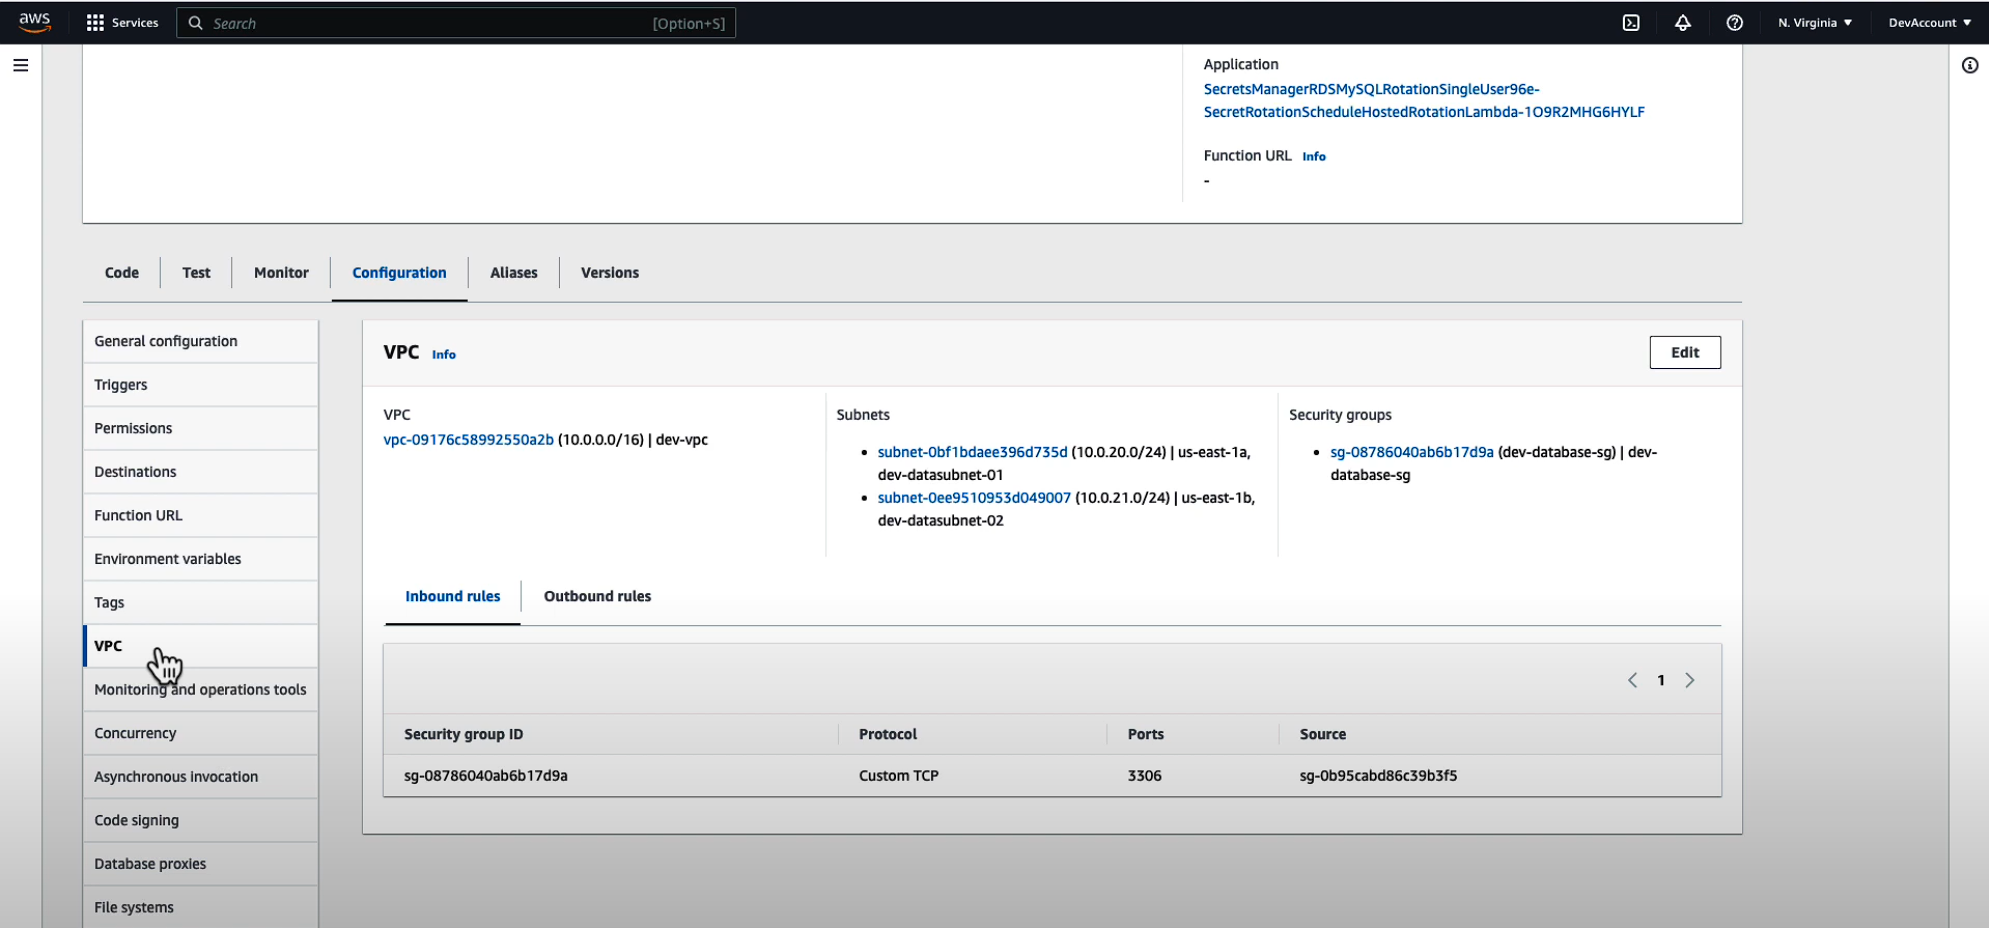 aws
Services
Search
[Option+S]
N. Virginia
DevAccount
Application
SecretsManagerRDSMySQLRotationSingleUser96e-
SecretRotationScheduleHostedRotationLambda-1O9R2MHG6HYLF
Function URL Info
-
Code
Test
Monitor
Configuration
Aliases
Versions
General configuration
Triggers
Permissions
Destinations
Function URL
Environment variables
Tags
VPC
Monitoring and operations tools
Concurrency
Asynchronous invocation
Code signing
Database proxies
File systems
VPC Info
Edit
VPC
vpc-09176c58992550a2b (10.0.0.0/16) | dev-vpc
Subnets
subnet-0bf1bdaee396d735d (10.0.20.0/24) | us-east-1a,
dev-datasubnet-01
subnet-0ee9510953d049007 (10.0.21.0/24) | us-east-1b,
dev-datasubnet-02
Security groups
sg-08786040ab6b17d9a (dev-database-sg) | dev-
database-sg
Inbound rules
Outbound rules
1
Security group ID
Protocol
Ports
Source
sg-08786040ab6b17d9a
Custom TCP
3306
sg-0b95cabd86c39b3f5